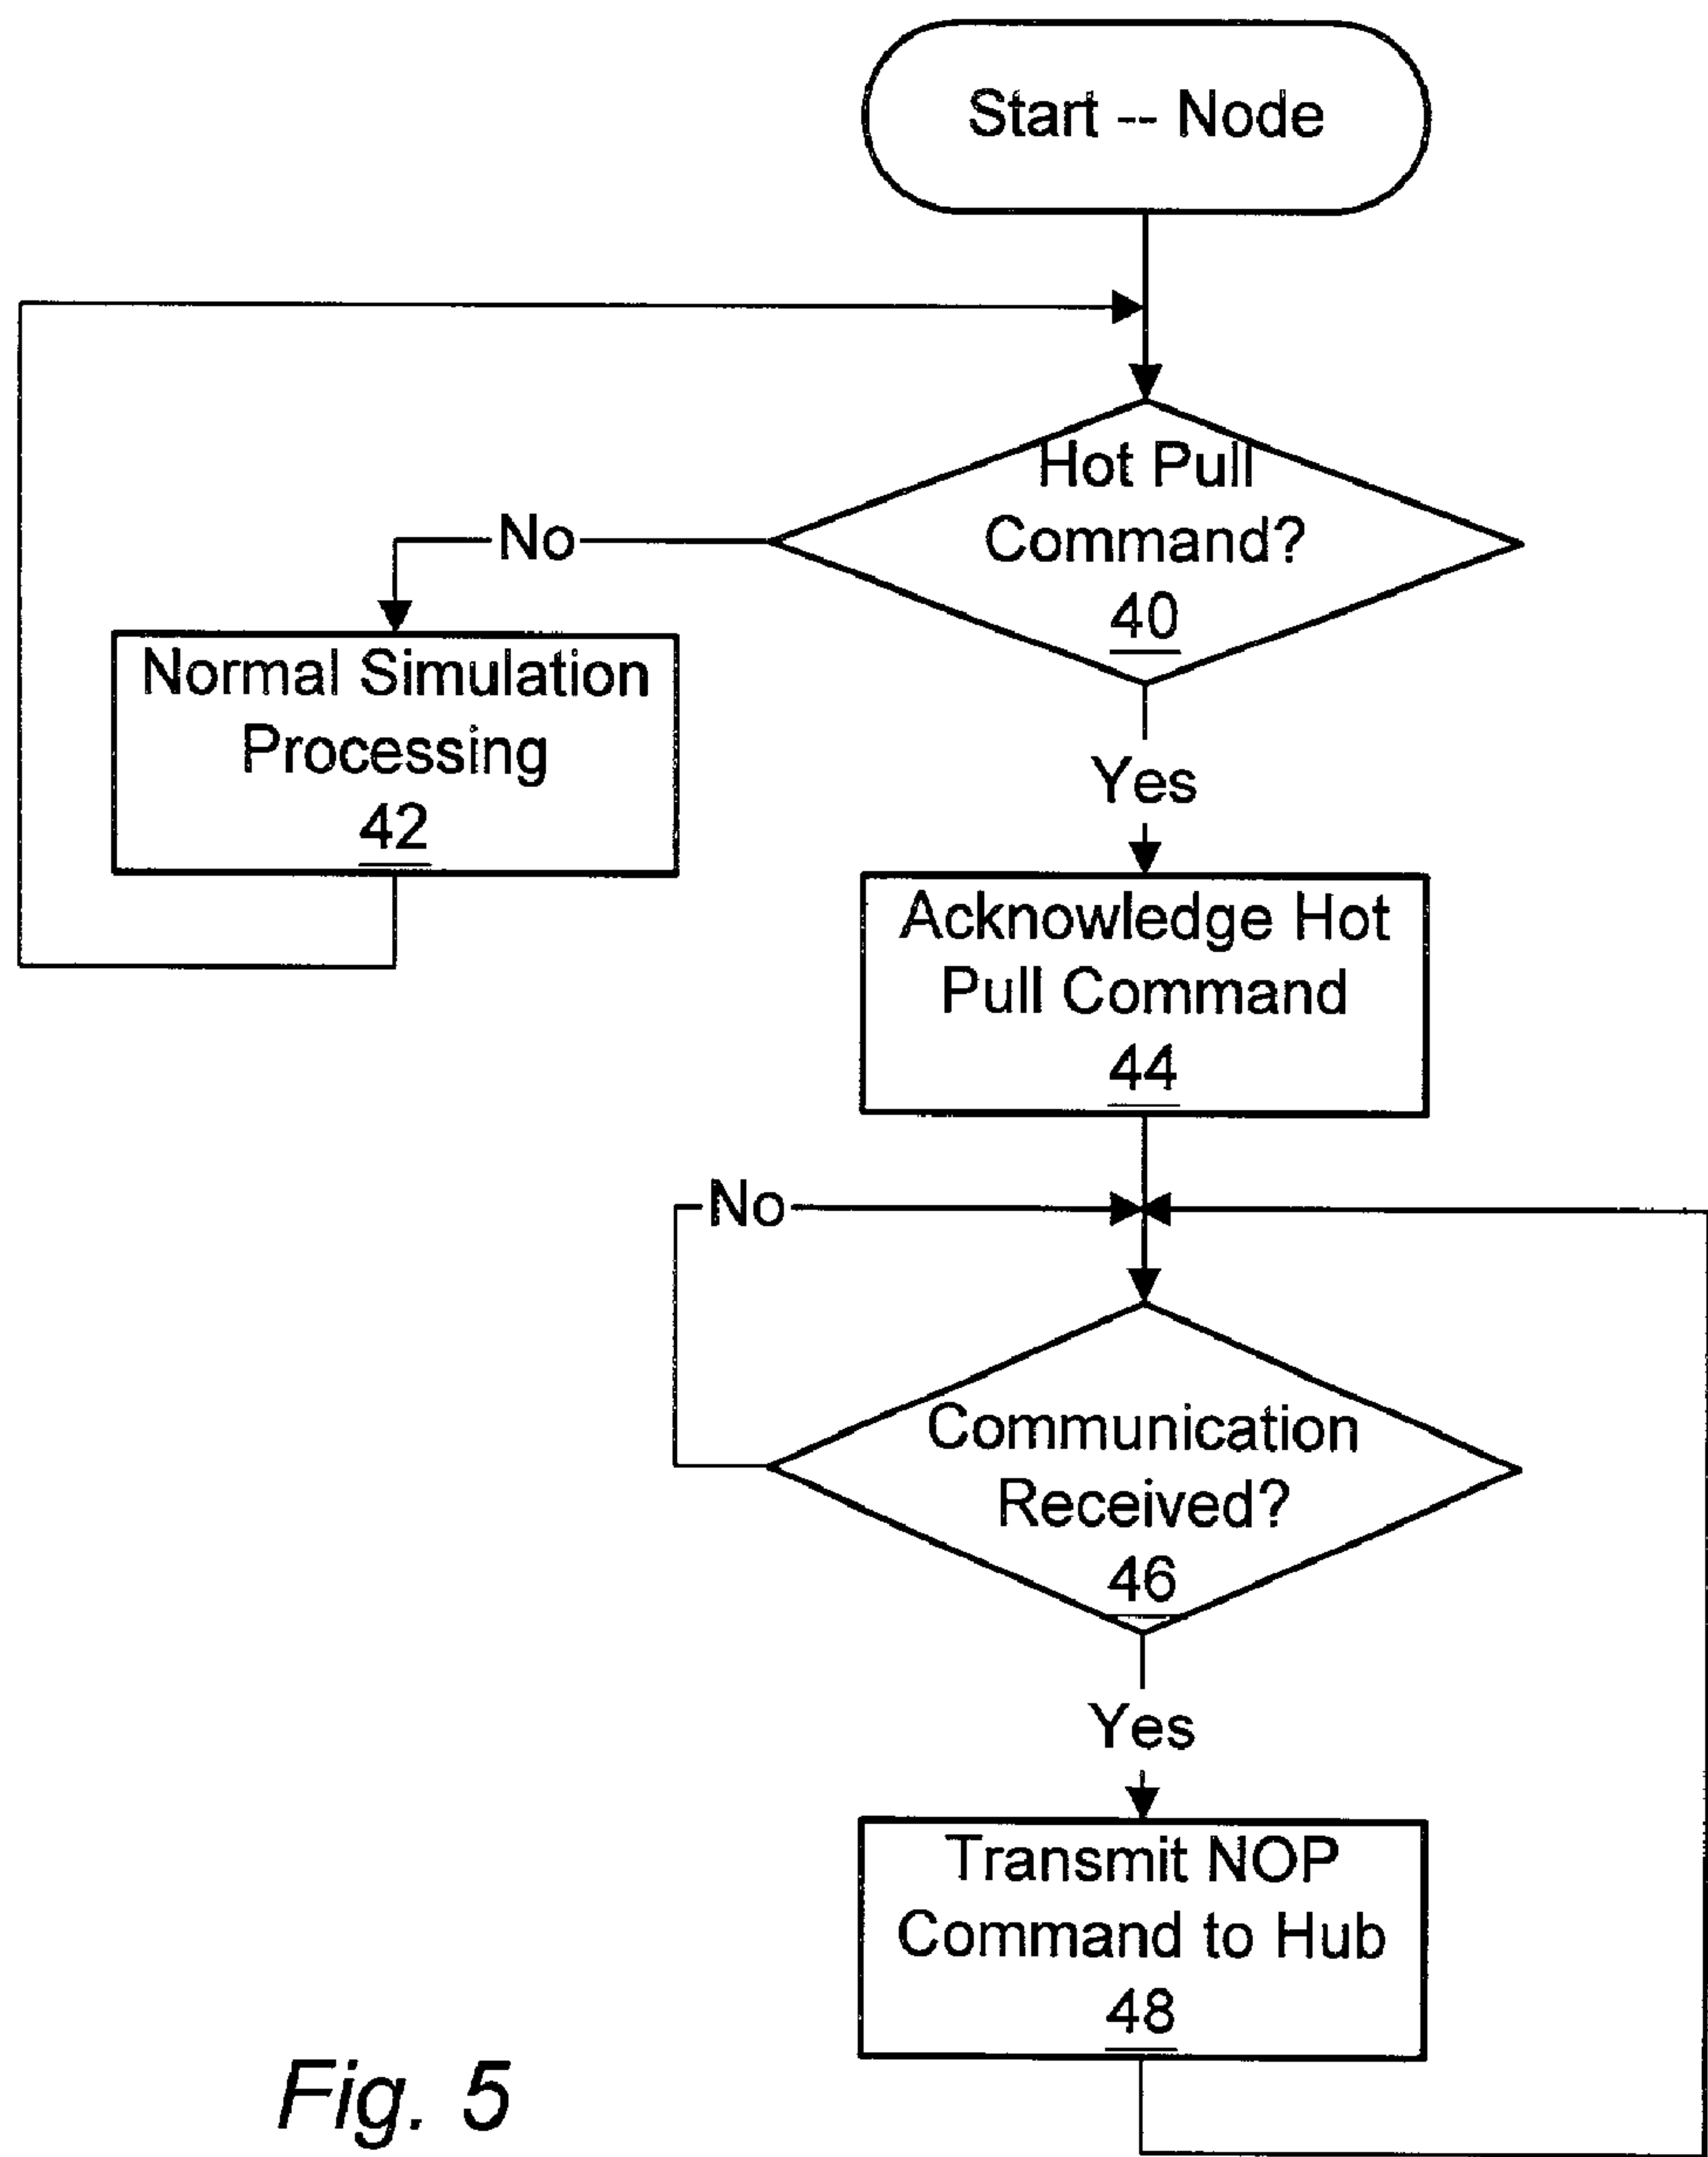 Start -- Node
Hot Pull
Command?
40
No
Normal Simulation
Processing
42
Yes
Acknowledge Hot
Pull Command
44
No
Communication
Received?
46
Yes
Transmit NOP
Command to Hub
48
Fig. 5